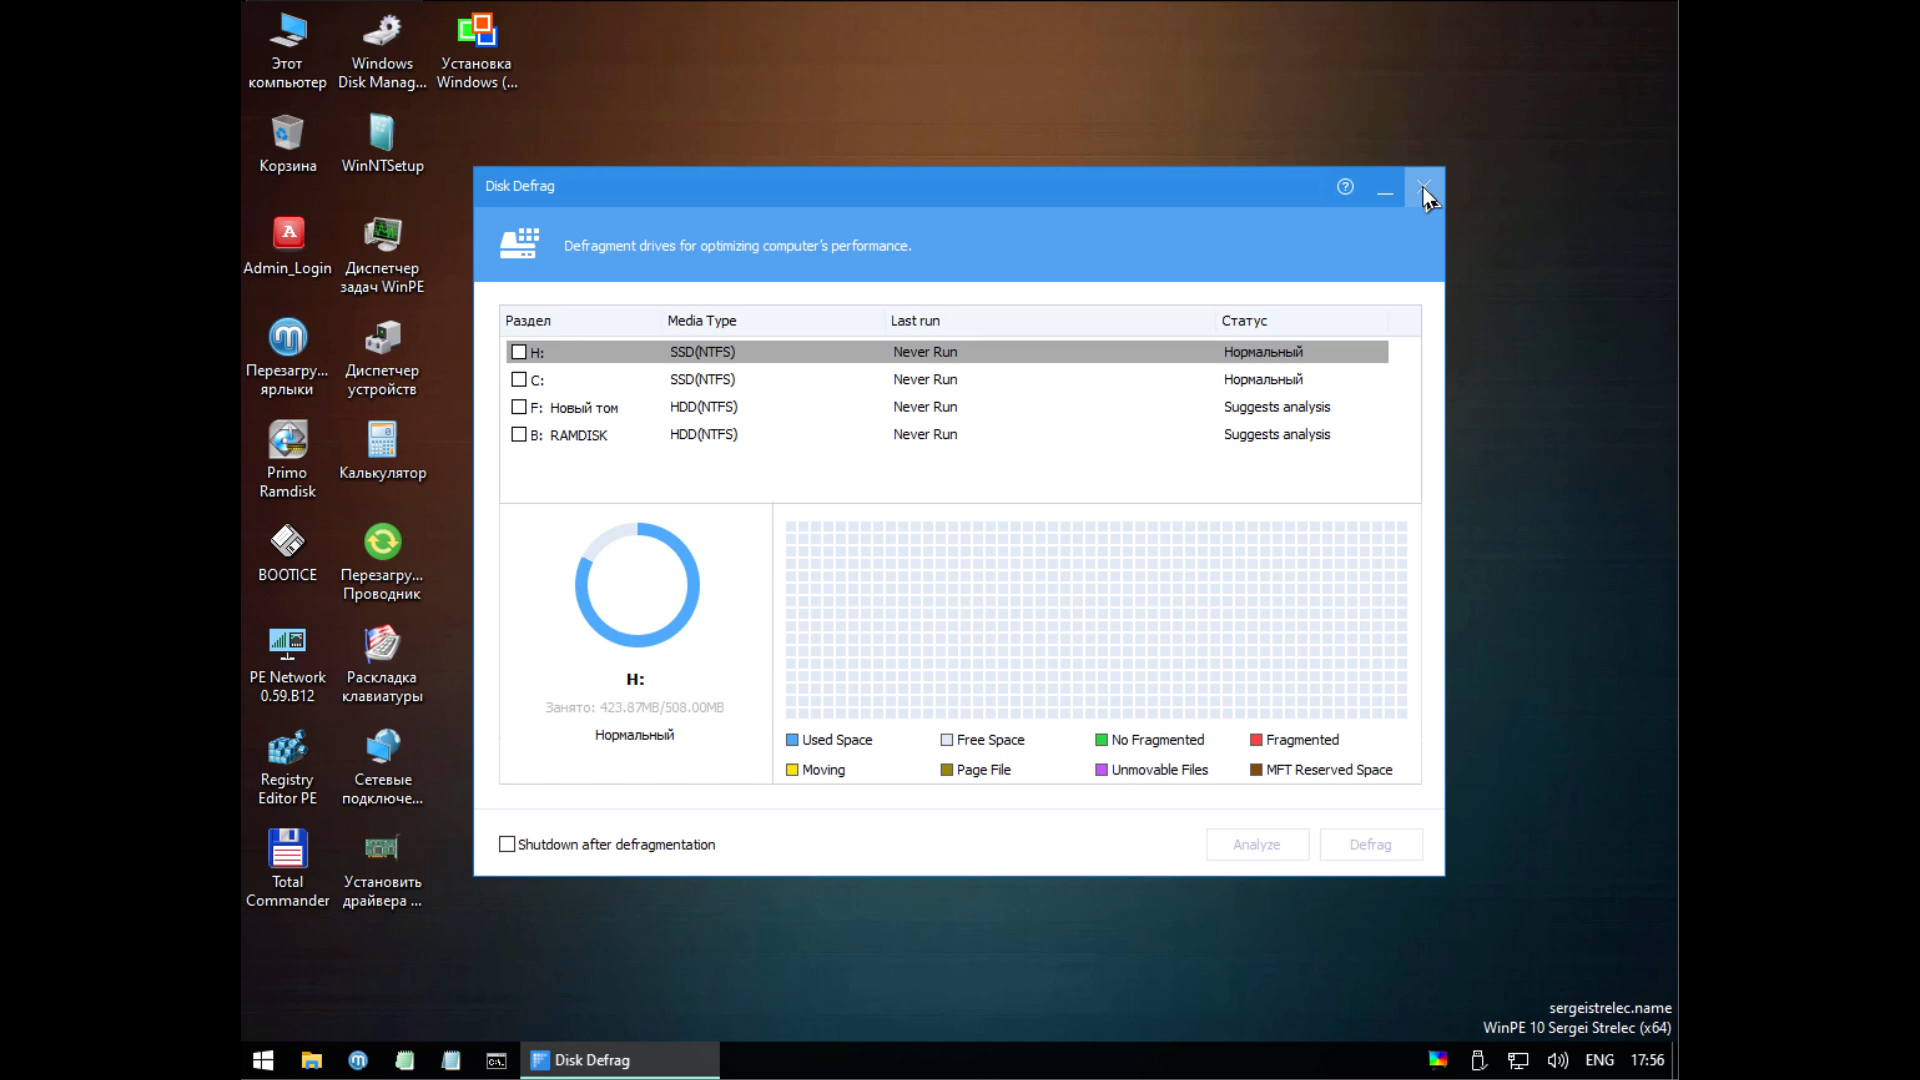 Этот
компьютер
Windows
Disk Manag...
Установка
Windows (...
Корзина
WinNTSetup
Admin_Login
Диспетчер
задач WinPE
Перезагру...
ярлыки
Диспетчер
устройств
Primo
Ramdisk
Калькулятор
BOOTICE
Перезагру...
Проводник
PE Network
0.59.B12
Раскладка
клавиатуры
Registry
Editor PE
Сетевые
подключе...
Total
Commander
Установить
драйвера ...
Disk Defrag
Defragment drives for optimizing computer's performance.
Раздел Media Type Last run Статус
H: SSD(NTFS) Never Run Нормальный
C: SSD(NTFS) Never Run Нормальный
F: Новый том HDD(NTFS) Never Run Suggests analysis
B: RAMDISK HDD(NTFS) Never Run Suggests analysis
H:
Занято: 423.87MB/508.00MB
Нормальный
Used Space Free Space No Fragmented Fragmented
Moving Page File Unmovable Files MFT Reserved Space
Shutdown after defragmentation Analyze Defrag
sergeistrelec.name
WinPE 10 Sergei Strelec (x64)
Disk Defrag ENG 17:56